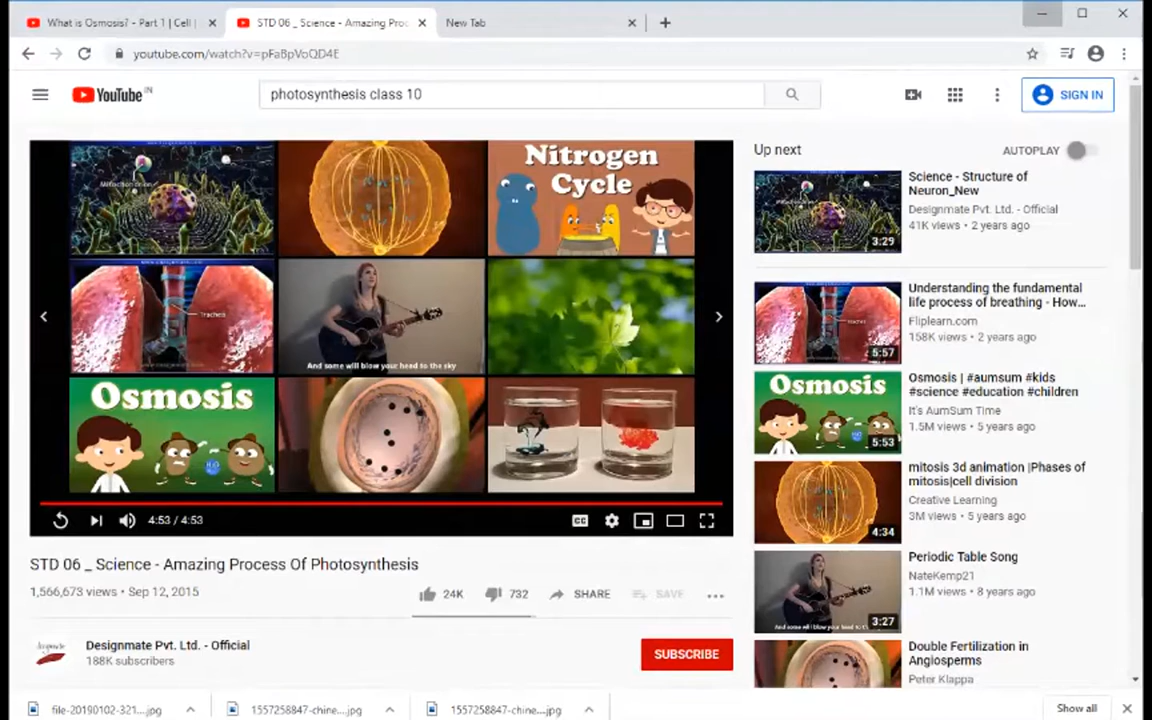 What is Osmosis? - Part 1 | Cell |
STD 06 _ Science - Amazing Proc
New Tab
youtube.com/watch?v=pFaBpVoQD4E
YouTube IN
photosynthesis class 10
SIGN IN
Nitrogen
Cycle
Trachea
And some will blow your head to the sky
Osmosis
4:53 / 4:53
CC
STD 06 _ Science - Amazing Process Of Photosynthesis
1,566,673 views • Sep 12, 2015
24K
732
SHARE
SAVE
Designmate Pvt. Ltd. - Official
188K subscribers
SUBSCRIBE
Up next
AUTOPLAY
Science - Structure of
Neuron_New
Designmate Pvt. Ltd. - Official
41K views • 2 years ago
3:29
Understanding the fundamental
life process of breathing - How...
Fliplearn.com
158K views • 2 years ago
5:57
Osmosis | #aumsum #kids
#science #education #children
It's AumSum Time
1.5M views • 5 years ago
Osmosis
5:53
mitosis 3d animation |Phases of
mitosis|cell division
Creative Learning
3M views • 5 years ago
4:34
Periodic Table Song
NateKemp21
1.1M views • 8 years ago
3:27
Double Fertilization in
Angiosperms
Peter Klappa
file-20190102-321....jpg
1557258847-chine....jpg
1557258847-chine....jpg
Show all